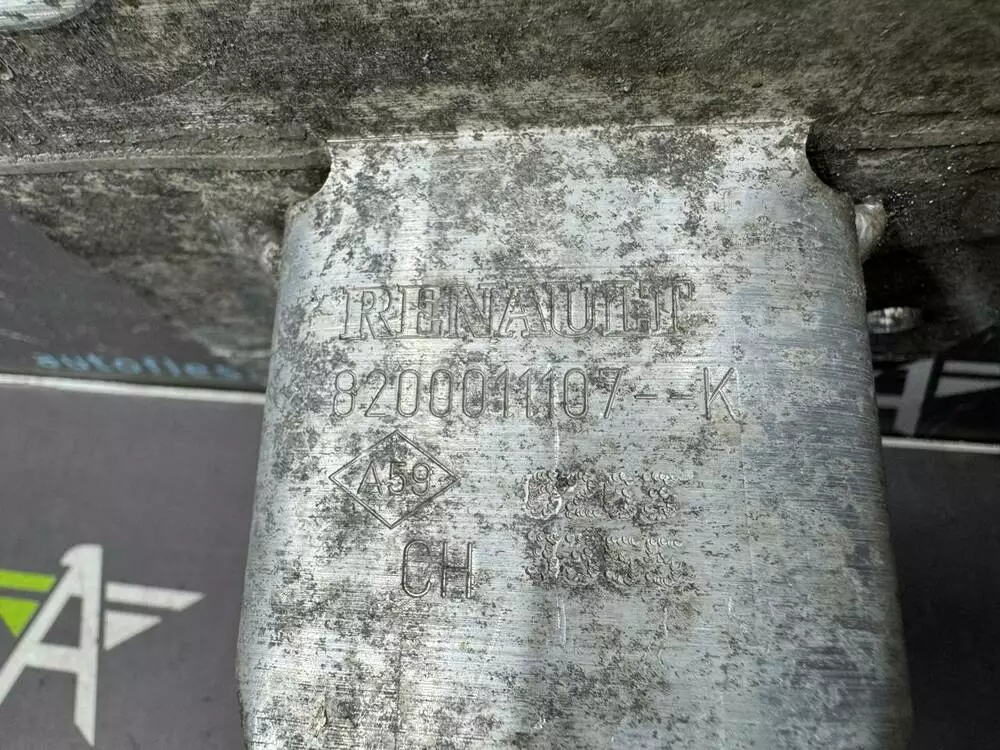 RENAULT
8200011107--K
A59
CH